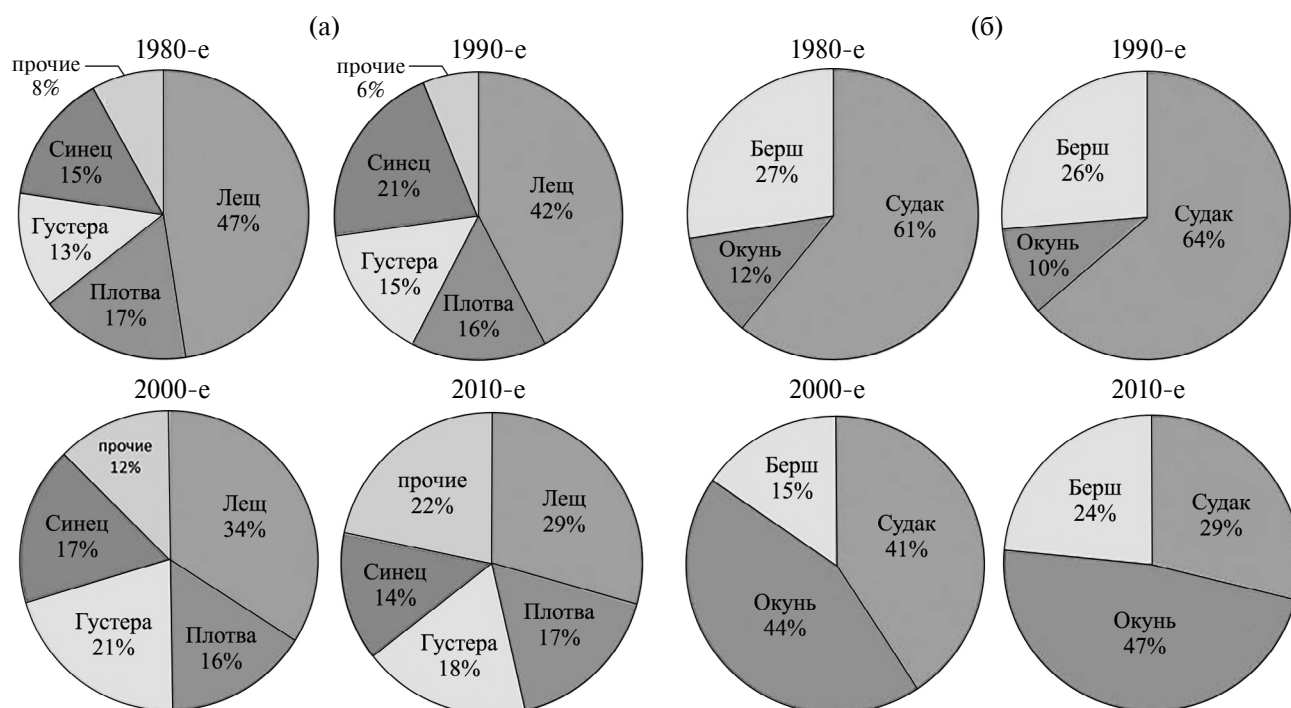 (а)
1980-е
прочие
8%
Синец
15%
Густера
13%
Плотва
17%
Лещ
47%
1990-е
прочие
6%
Синец
21%
Густера
15%
Плотва
16%
Лещ
42%
2000-е
прочие
12%
Синец
17%
Густера
21%
Плотва
16%
Лещ
34%
2010-е
прочие
22%
Синец
14%
Густера
18%
Плотва
17%
Лещ
29%
(б)
1980-е
Берш
27%
Окунь
12%
Судак
61%
1990-е
Берш
26%
Окунь
10%
Судак
64%
2000-е
Берш
15%
Окунь
44%
Судак
41%
2010-е
Берш
24%
Судак
29%
Окунь
47%